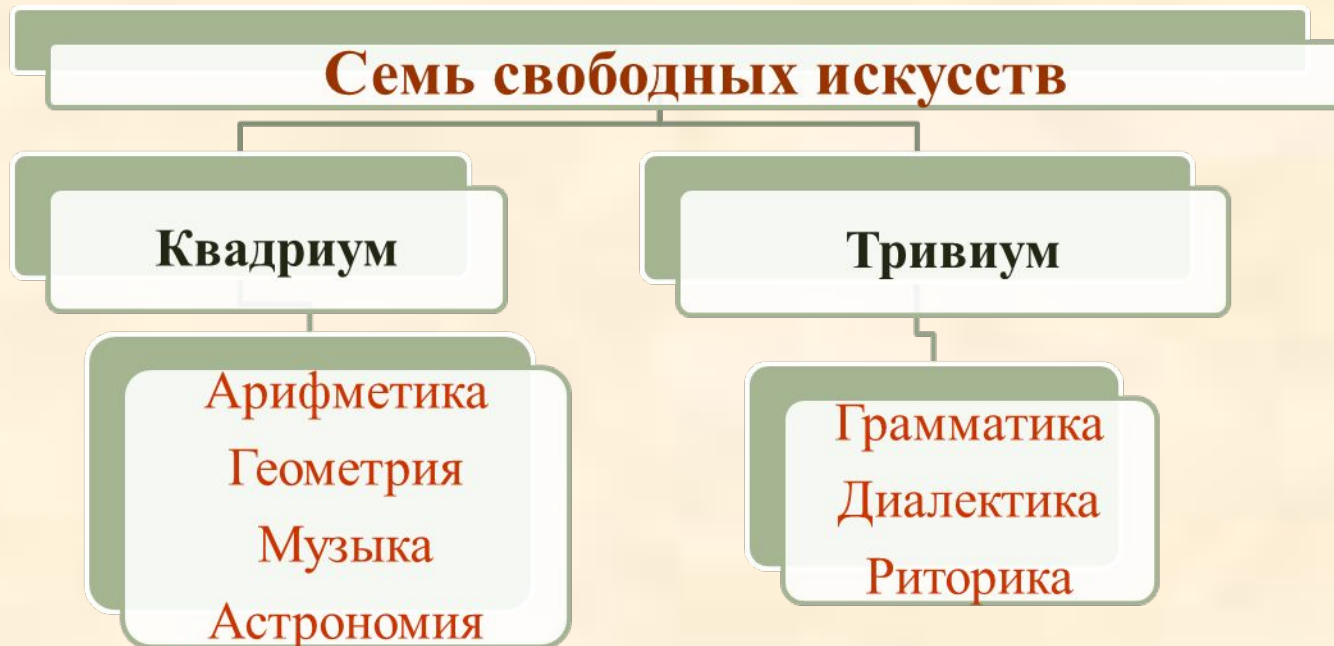 Семь свободных искусств
Квадриум
Арифметика
Геометрия
Музыка
Астрономия
Тривиум
Грамматика
Диалектика
Риторика